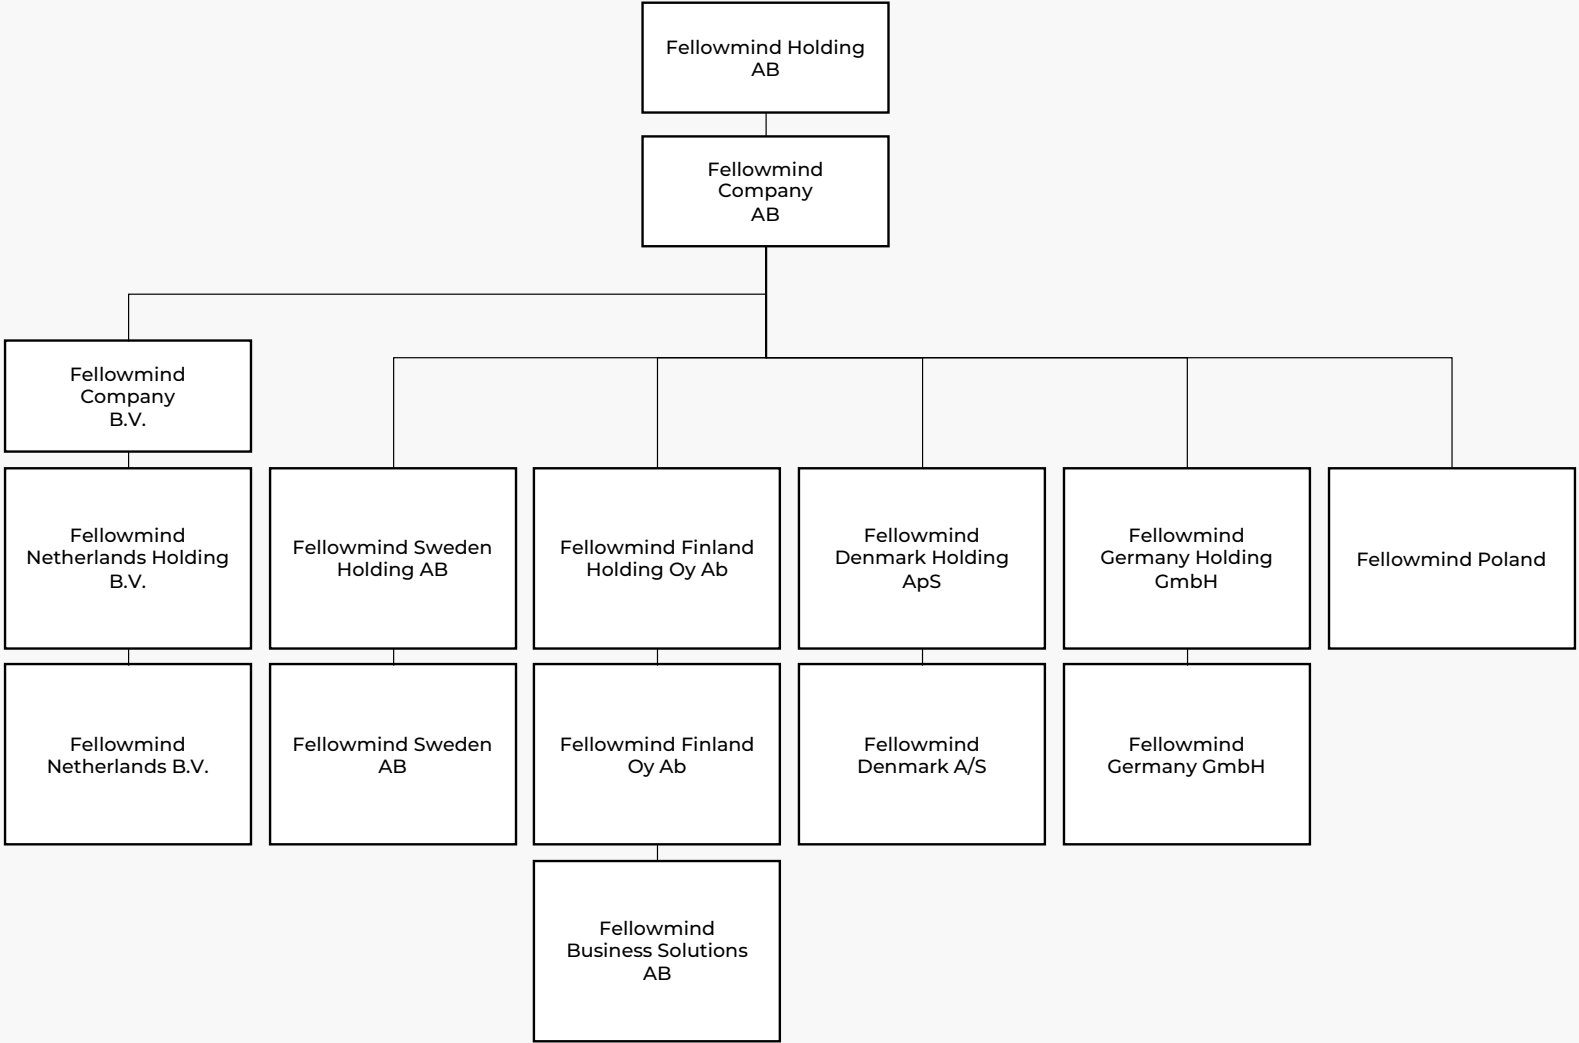 Fellowmind Holding
AB
Fellowmind
Company
AB
Fellowmind
Company
B.V.
Fellowmind
Netherlands Holding
B.V.
Fellowmind Sweden
Holding AB
Fellowmind Finland
Holding Oy Ab
Fellowmind
Denmark Holding
ApS
Fellowmind
Germany Holding
GmbH
Fellowmind Poland
Fellowmind
Netherlands B.V.
Fellowmind Sweden
AB
Fellowmind Finland
Oy Ab
Fellowmind
Denmark A/S
Fellowmind
Germany GmbH
Fellowmind
Business Solutions
AB